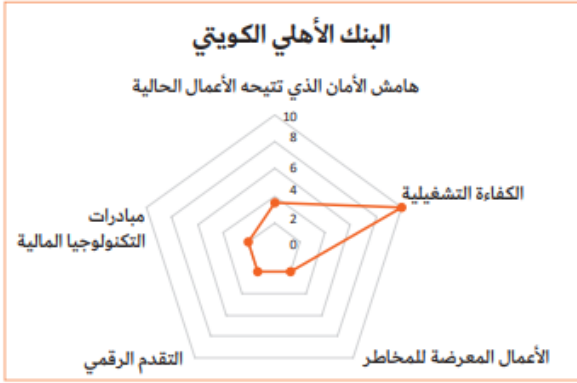 البنك الأهلي الكويتي
هامش الأمان الذي تتيحه الأعمال الحالية
10
8
6
4
2
0
الكفاءة التشغيلية
مبادرات
التكنولوجيا المالية
الأعمال المعرضة للمخاطر
التقدم الرقمي